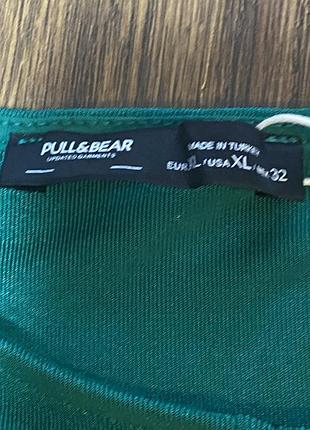 PULL&BEAR
UPDATED GARMENTS
MADE IN TURKEY
EUR XL / USA XL / MEX 32